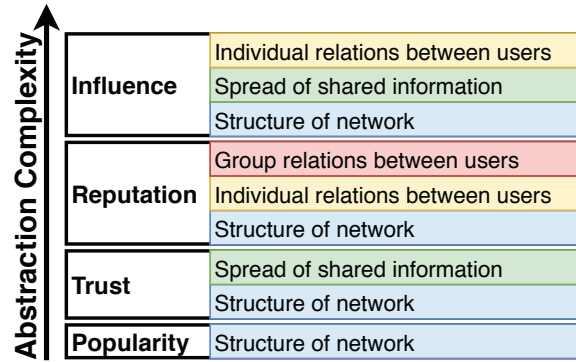 Abstraction Complexity
Influence
Individual relations between users
Spread of shared information
Structure of network
Reputation
Group relations between users
Individual relations between users
Structure of network
Trust
Spread of shared information
Structure of network
Popularity
Structure of network